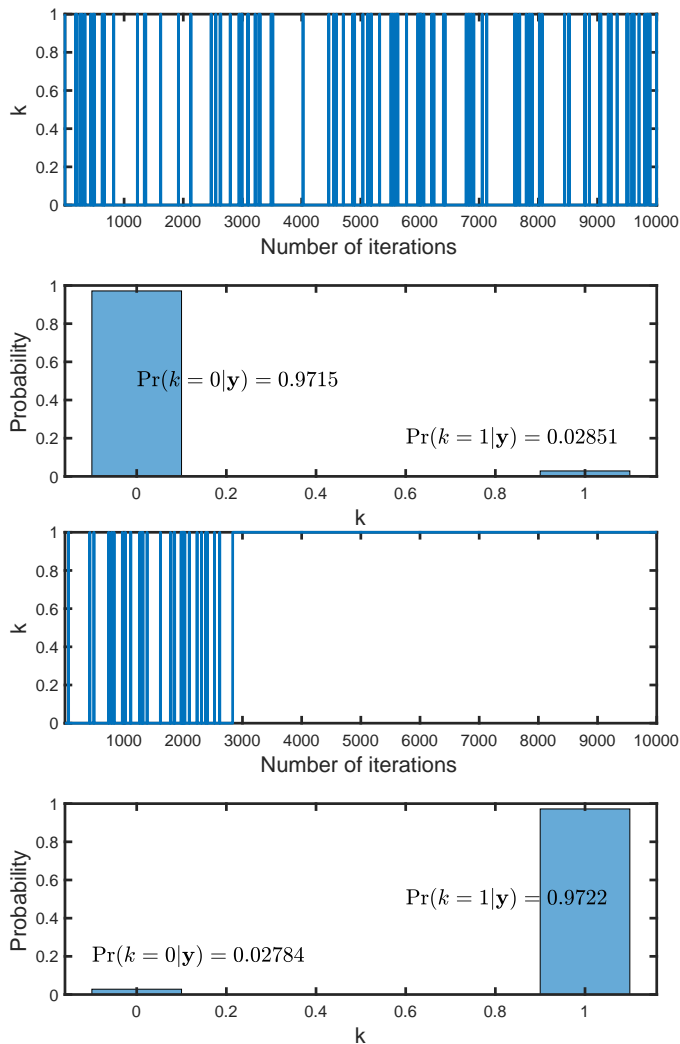 k
1
0.8
0.6
0.4
0.2
0
1000 2000 3000 4000 5000 6000 7000 8000 9000 10000
Number of iterations
Probability
1
0.8
0.6
0.4
0.2
0
Pr(k = 0|y) = 0.9715
Pr(k = 1|y) = 0.02851
0 0.2 0.4 0.6 0.8 1
k
k
1
0.8
0.6
0.4
0.2
0
1000 2000 3000 4000 5000 6000 7000 8000 9000 10000
Number of iterations
Probability
1
0.8
0.6
0.4
0.2
0
Pr(k = 1|y) = 0.9722
Pr(k = 0|y) = 0.02784
0 0.2 0.4 0.6 0.8 1
k